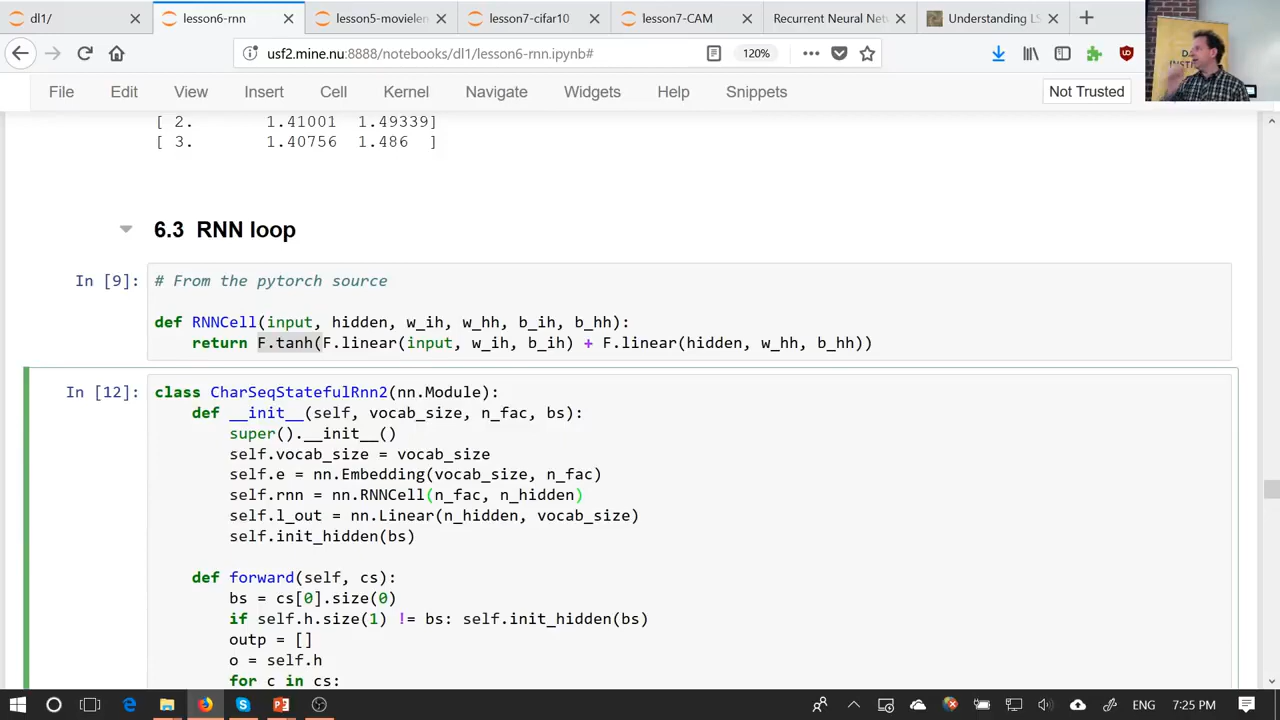 dl1/
lesson6-rnn
lesson5-movielen
lesson7-cifar10
lesson7-CAM
Recurrent Neural Net
Understanding LS
usf2.mine.nu:8888/notebooks/dl1/lesson6-rnn.ipynb#
120%
File Edit View Insert Cell Kernel Navigate Widgets Help Snippets
Not Trusted
[ 2. 1.41001 1.49339]
[ 3. 1.40756 1.486 ]
6.3 RNN loop
In [9]:
# From the pytorch source
def RNNCell(input, hidden, w_ih, w_hh, b_ih, b_hh):
return F.tanh(F.linear(input, w_ih, b_ih) + F.linear(hidden, w_hh, b_hh))
In [12]:
class CharSeqStatefulRnn2(nn.Module):
def __init__(self, vocab_size, n_fac, bs):
super().__init__()
self.vocab_size = vocab_size
self.e = nn.Embedding(vocab_size, n_fac)
self.rnn = nn.RNNCell(n_fac, n_hidden)
self.l_out = nn.Linear(n_hidden, vocab_size)
self.init_hidden(bs)
def forward(self, cs):
bs = cs[0].size(0)
if self.h.size(1) != bs: self.init_hidden(bs)
outp = []
o = self.h
for c in cs:
ENG 7:25 PM